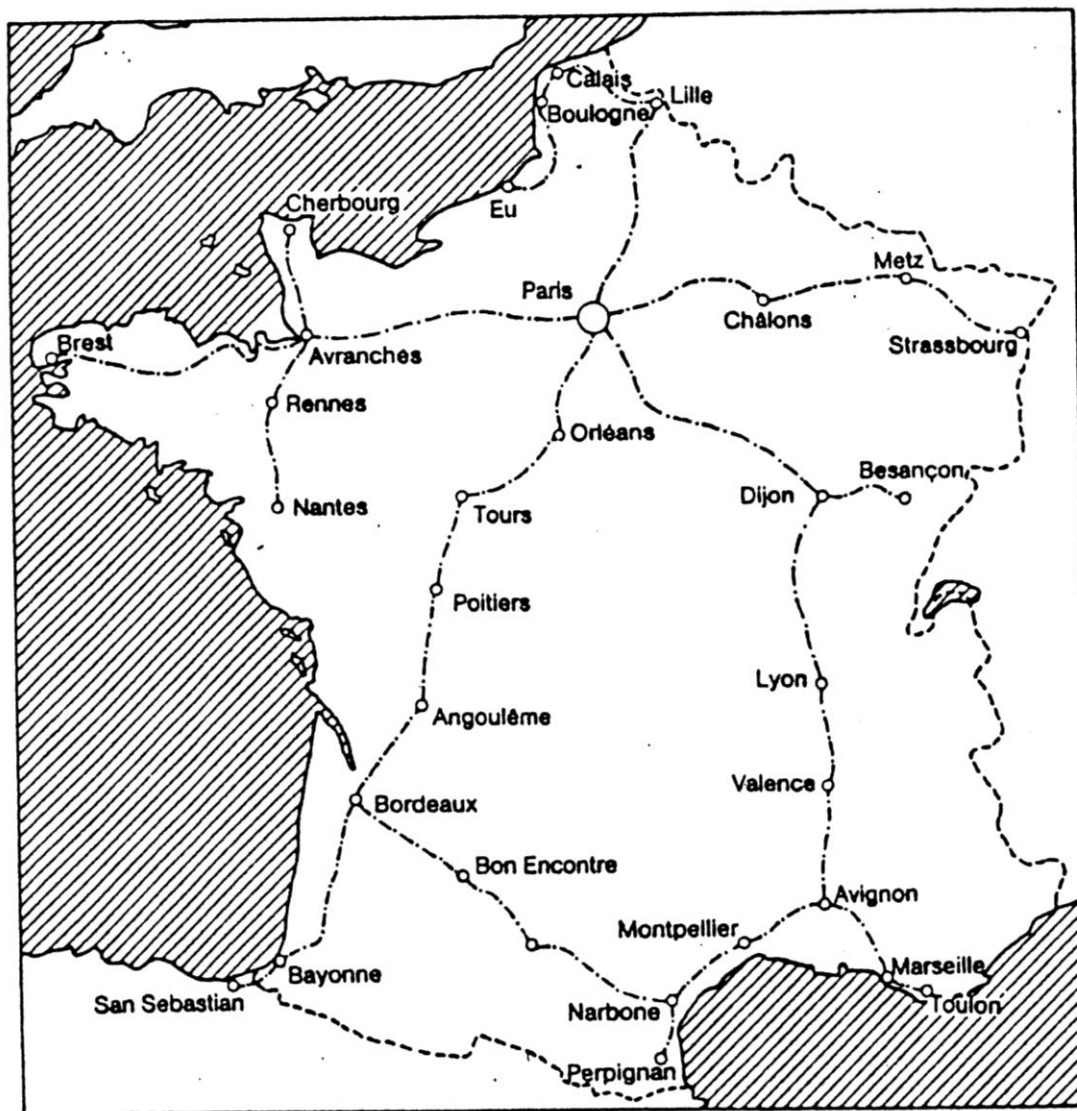 Calais
Lille
Boulogne
Cherbourg
Eu
Metz
Paris
Châlons
Brest
Avranches
Strassbourg
Rennes
Orléans
Besançon
Nantes
Tours
Dijon
Poitiers
Lyon
Angoulême
Valence
Bordeaux
Bon Encontre
Avignon
Montpellier
Bayonne
Marseille
San Sebastian
Narbone
Toulon
Perpignan